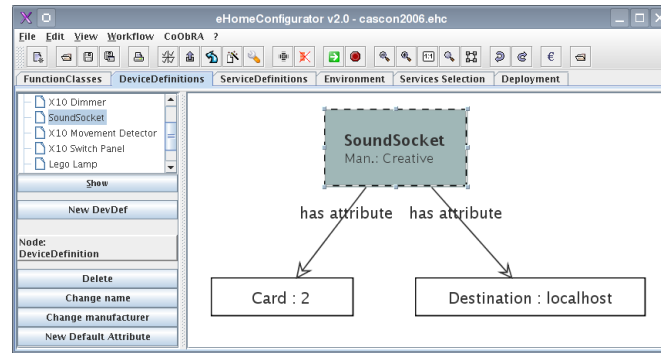 eHomeConfigurator v2.0 - cascon2006.ehc
File Edit View Workflow CoObRA ?
1:1 €
FunctionClasses DeviceDefinitions ServiceDefinitions Environment Services Selection Deployment
X10 Dimmer
SoundSocket
X10 Movement Detector
X10 Switch Panel
Lego Lamp
Show
New DevDef
Node:
DeviceDefinition
Delete
Change name
Change manufacturer
New Default Attribute
SoundSocket
Man.: Creative
has attribute has attribute
Card : 2 Destination : localhost